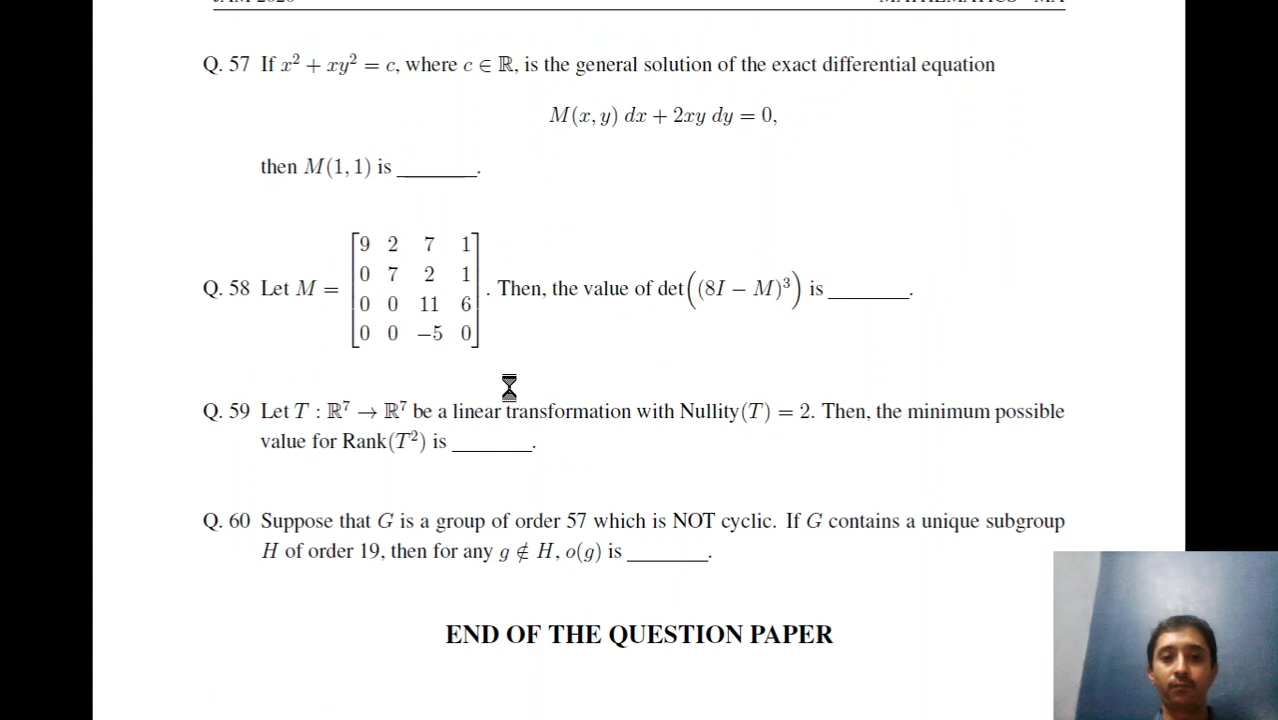 Q. 57 If x² + xy² = c, where c ∈ ℝ, is the general solution of the exact differential equation
M(x, y) dx + 2xy dy = 0,
then M(1, 1) is ________.
Q. 58 Let M = [9 2 7 1; 0 7 2 1; 0 0 11 6; 0 0 −5 0]. Then, the value of det((8I − M)³) is ________.
Q. 59 Let T : ℝ⁷ → ℝ⁷ be a linear transformation with Nullity(T) = 2. Then, the minimum possible
value for Rank(T²) is ________.
Q. 60 Suppose that G is a group of order 57 which is NOT cyclic. If G contains a unique subgroup
H of order 19, then for any g ∉ H, o(g) is ________.
END OF THE QUESTION PAPER